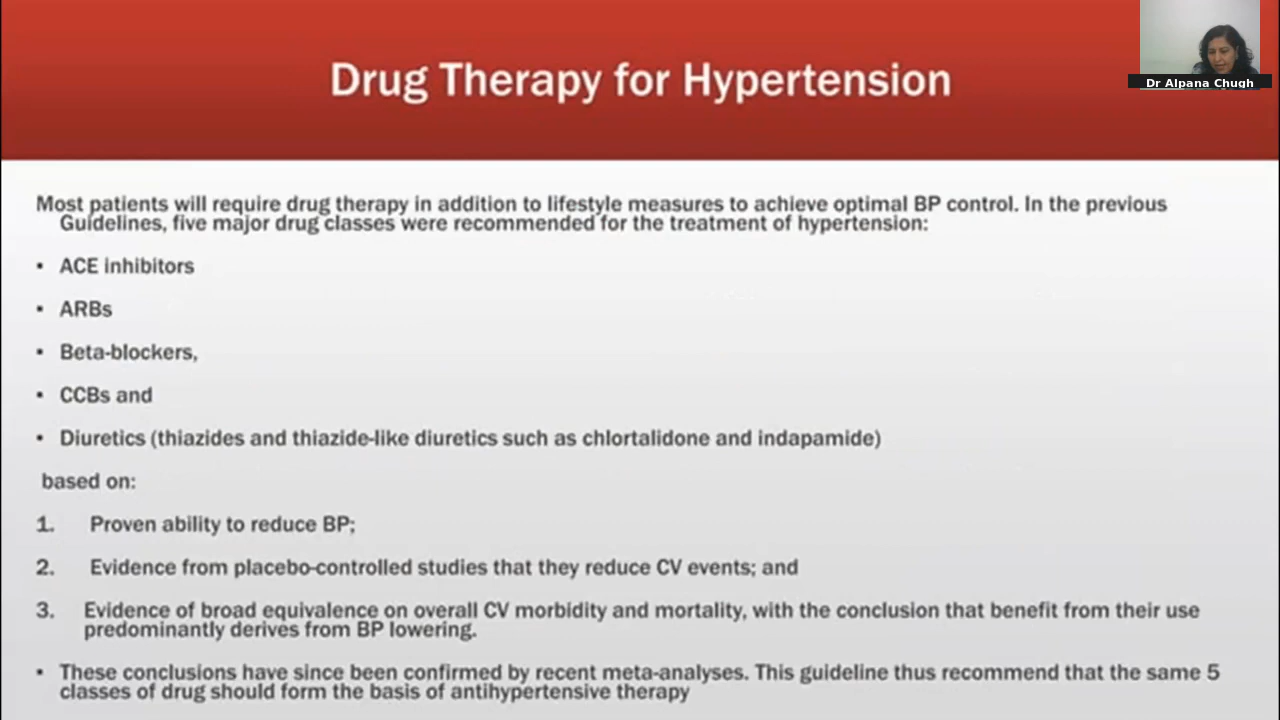 Drug Therapy for Hypertension
Dr Alpana Chugh
Most patients will require drug therapy in addition to lifestyle measures to achieve optimal BP control. In the previous
Guidelines, five major drug classes were recommended for the treatment of hypertension:
▪ ACE inhibitors
▪ ARBs
▪ Beta-blockers,
▪ CCBs and
▪ Diuretics (thiazides and thiazide-like diuretics such as chlortalidone and indapamide)
based on:
1. Proven ability to reduce BP;
2. Evidence from placebo-controlled studies that they reduce CV events; and
3. Evidence of broad equivalence on overall CV morbidity and mortality, with the conclusion that benefit from their use
predominantly derives from BP lowering.
▪ These conclusions have since been confirmed by recent meta-analyses. This guideline thus recommend that the same 5
classes of drug should form the basis of antihypertensive therapy